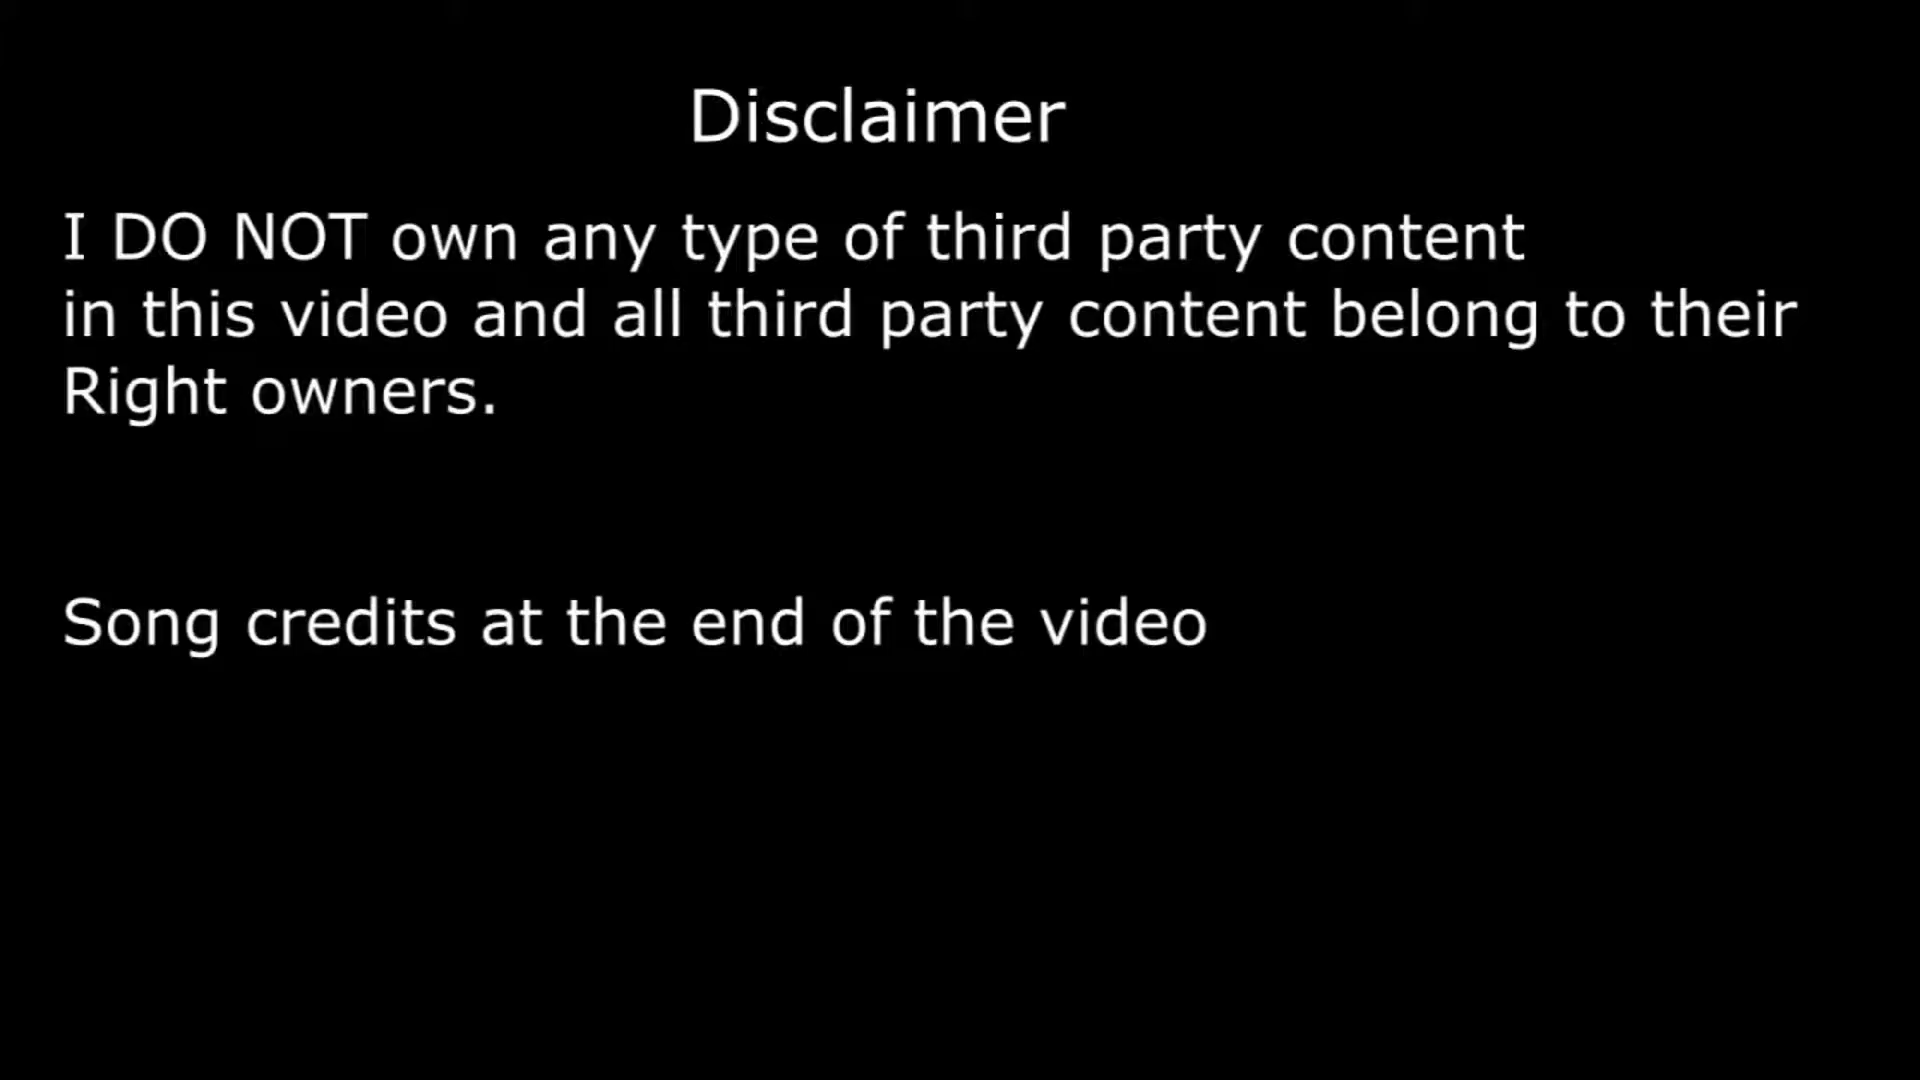 Disclaimer
I DO NOT own any type of third party content
in this video and all third party content belong to their
Right owners.
Song credits at the end of the video